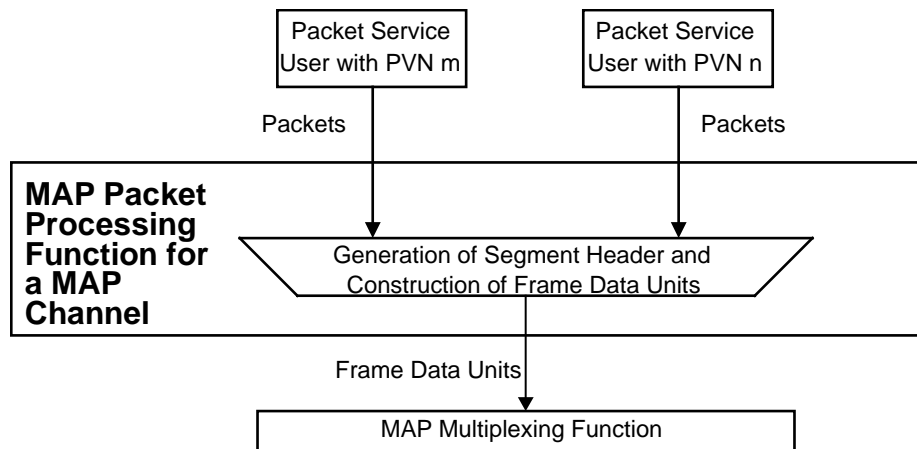 Packet Service
User with PVN m
Packet Service
User with PVN n
Packets
Packets
MAP Packet
Processing
Function for
a MAP
Channel
Generation of Segment Header and
Construction of Frame Data Units
Frame Data Units
MAP Multiplexing Function